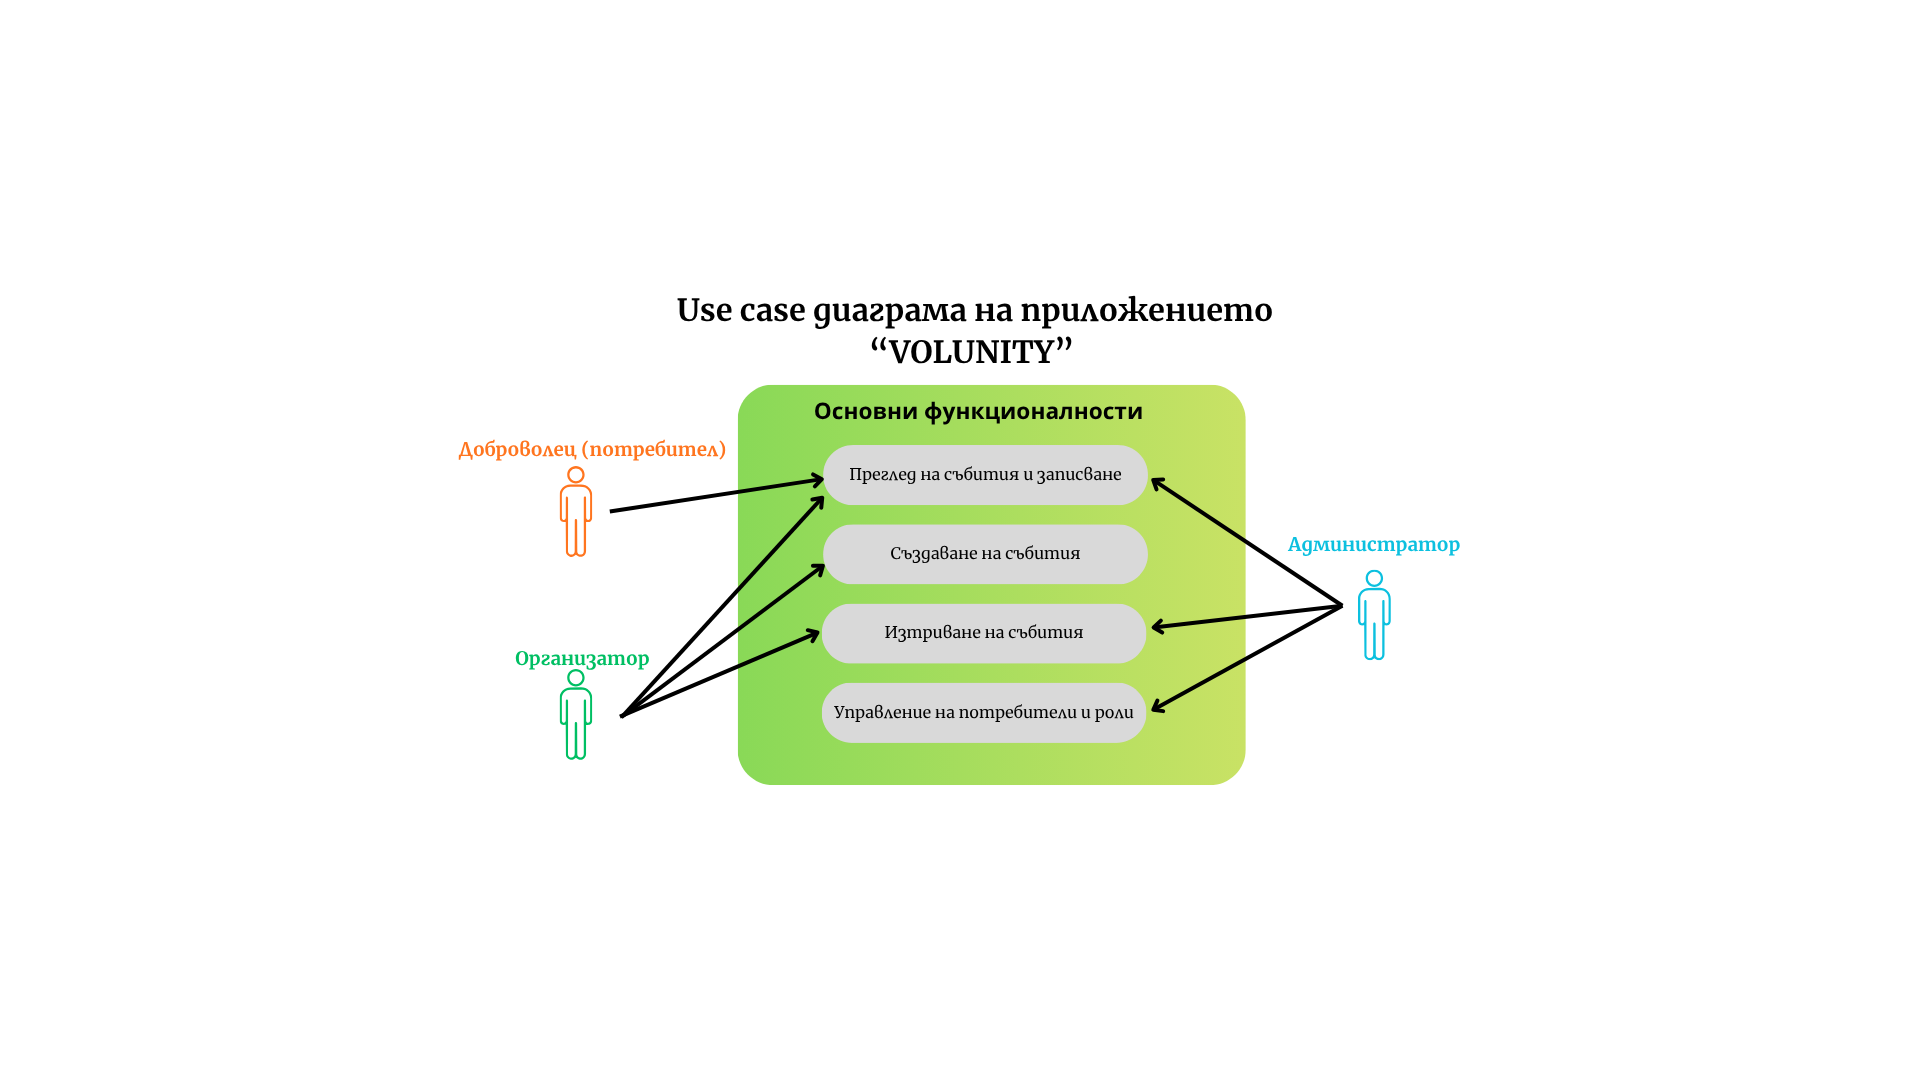 Use case диаграма на приложението
“VOLUNITY”
Основни функционалности
Доброволец (потребител)
Преглед на събития и записване
Създаване на събития
Администратор
Изтриване на събития
Организатор
Управление на потребители и роли